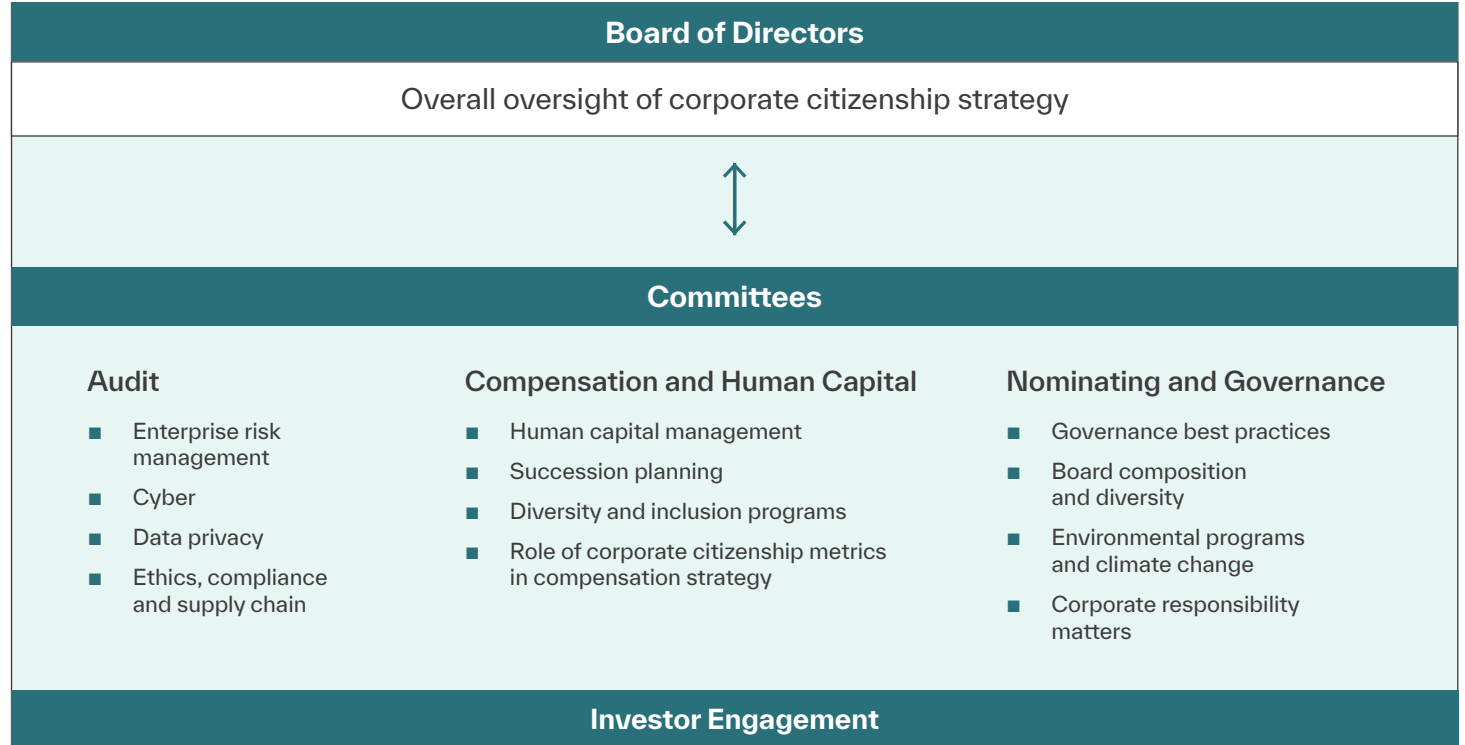 Board of Directors
Overall oversight of corporate citizenship strategy
Committees
Audit
Enterprise risk
management
Cyber
Data privacy
Ethics, compliance
and supply chain
Compensation and Human Capital
Human capital management
Succession planning
Diversity and inclusion programs
Role of corporate citizenship metrics
in compensation strategy
Nominating and Governance
Governance best practices
Board composition
and diversity
Environmental programs
and climate change
Corporate responsibility
matters
Investor Engagement